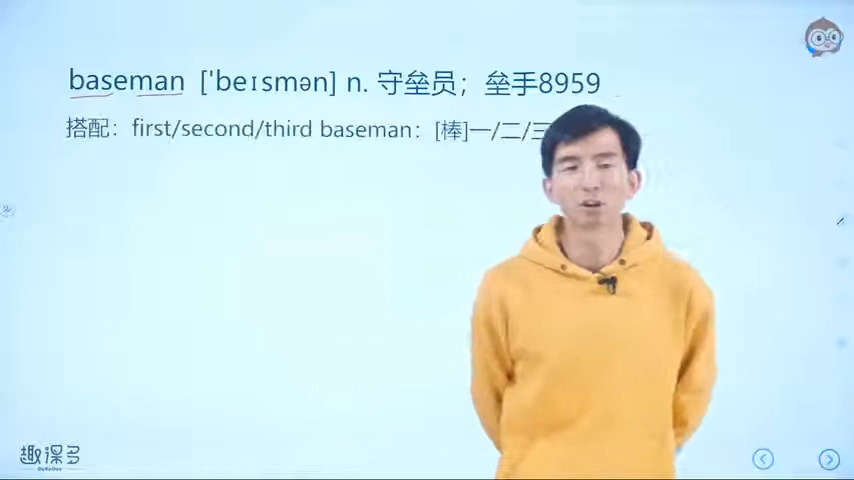 baseman ['beɪsmən] n. 守垒员；垒手8959
搭配：first/second/third baseman：[棒]一/二/三
趣课多
QuKeDuo